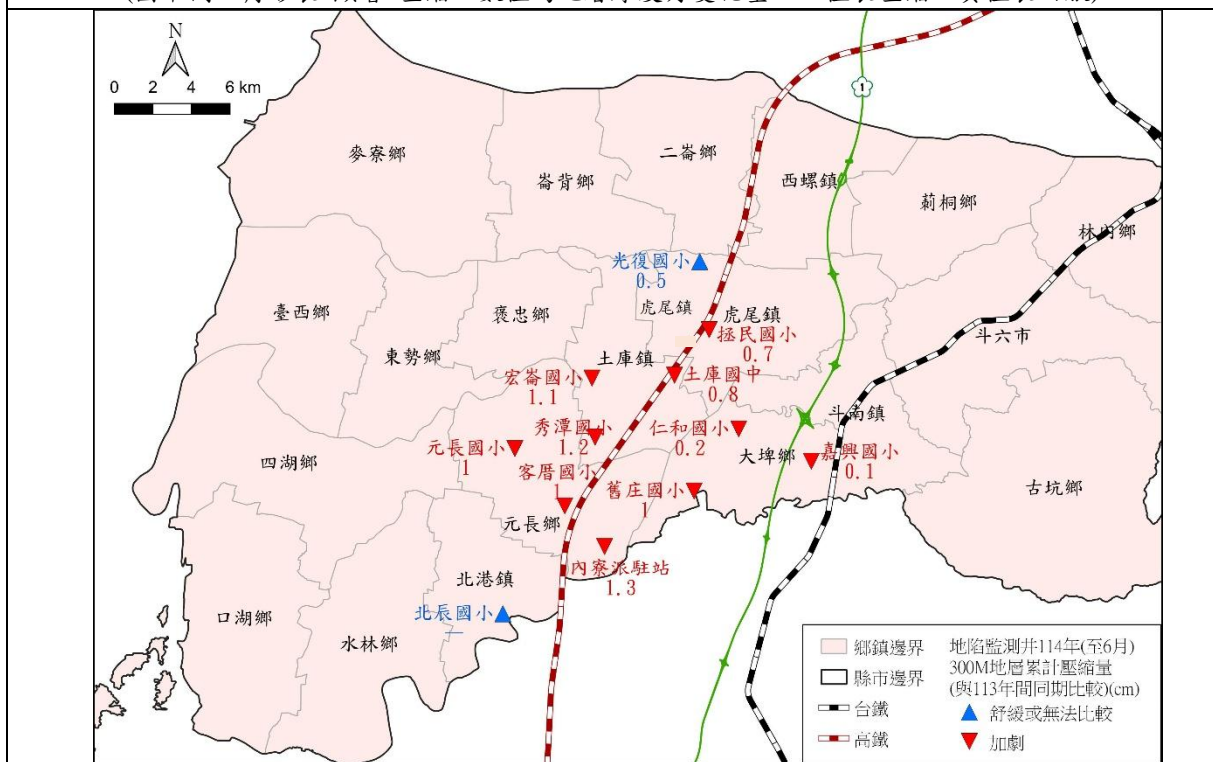 N
0 2 4 6 km
1
麥寮鄉
崙背鄉
二崙鄉
西螺鎮
莿桐鄉
林內鄉
光復國小
0.5
臺西鄉
東勢鄉
褒忠鄉
虎尾鎮
虎尾鎮
拯民國小
0.7
斗六市
土庫鎮
宏崙國小
1.1
土庫國中
0.8
秀潭國小
1.2
仁和國小
0.2
斗南鎮
元長國小
1
四湖鄉
大埤鄉
嘉興國小
0.1
客厝國小
1
舊庄國小
1
古坑鄉
元長鄉
內寮派駐站
1.3
北港鎮
北辰國小
—
口湖鄉
水林鄉
鄉鎮邊界
縣市邊界
台鐵
高鐵
地陷監測井114年(至6月)
300M地層累計壓縮量
(與113年間同期比較)(cm)
舒緩或無法比較
加劇